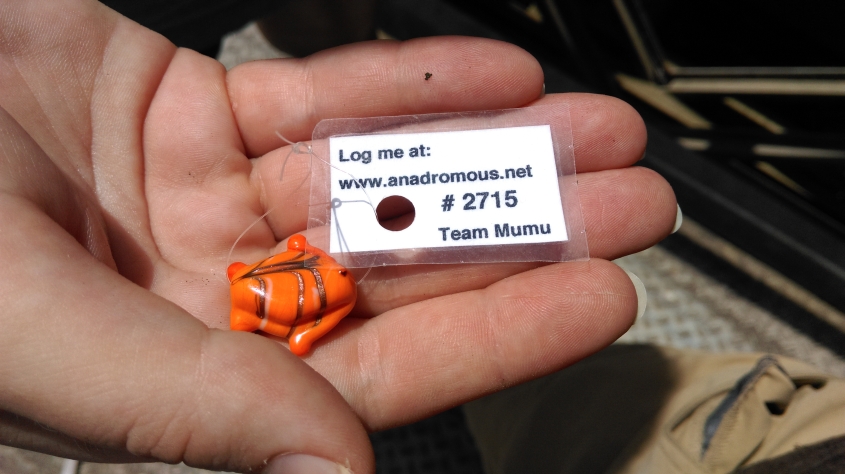 Log me at:
www.anadromous.net
# 2715
Team Mumu